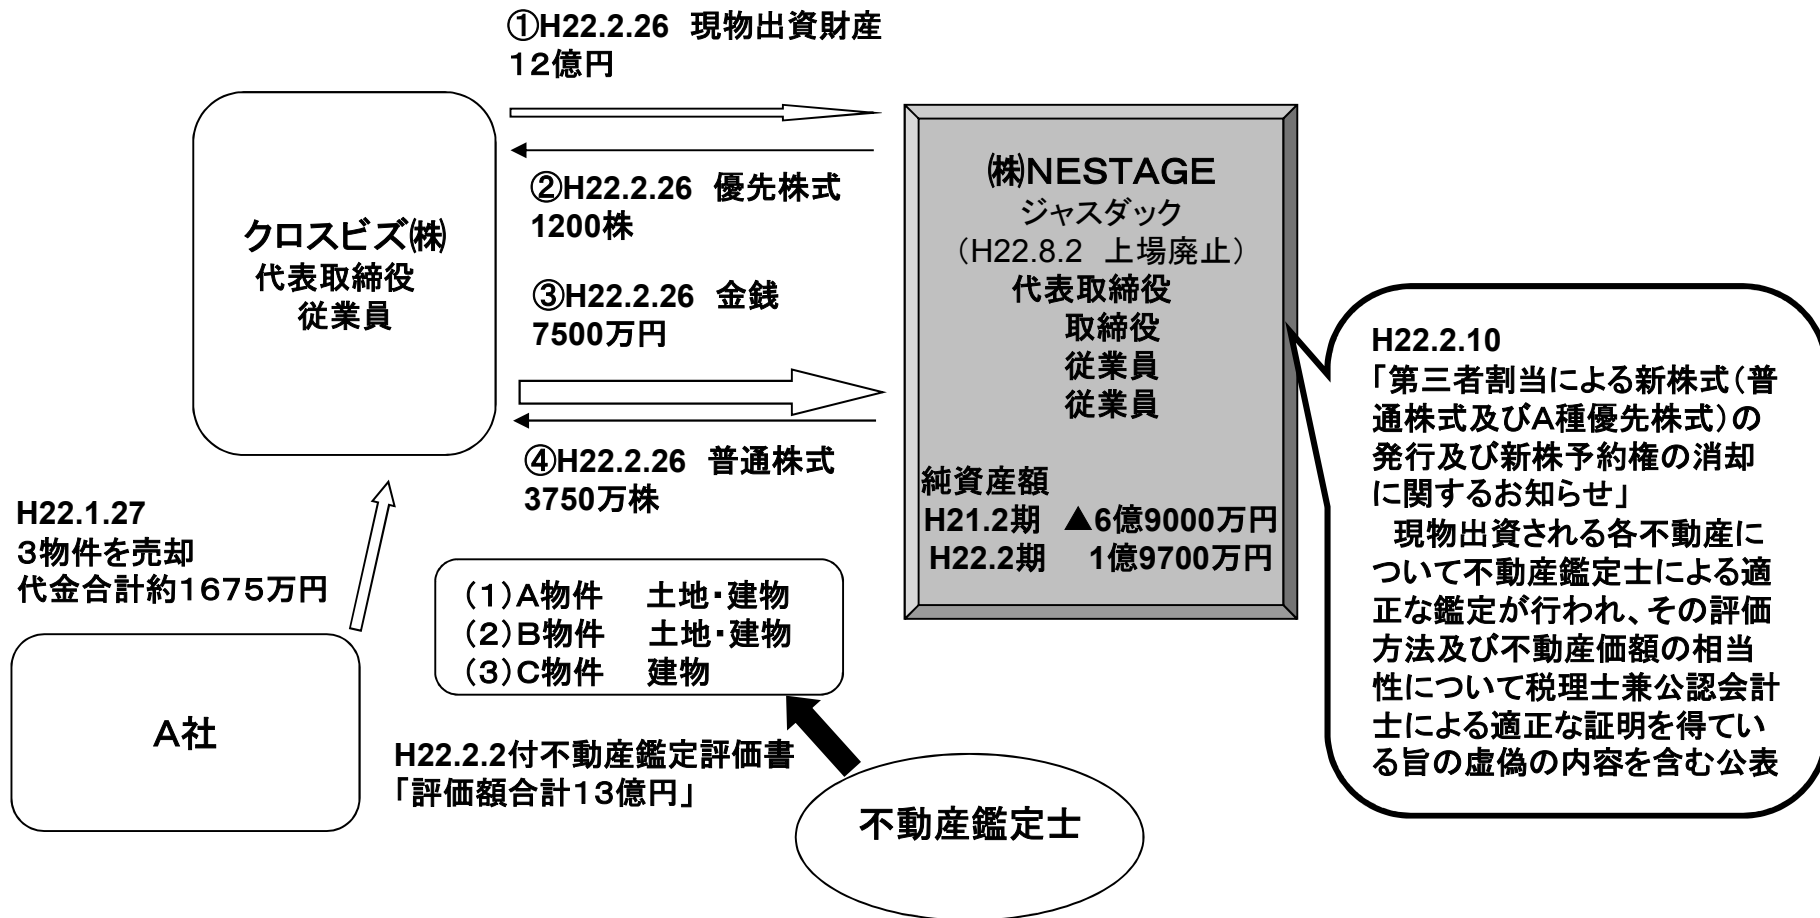 ①H22.2.26 現物出資財産
12億円
クロスビズ㈱
代表取締役
従業員
②H22.2.26 優先株式
1200株
③H22.2.26 金銭
7500万円
④H22.2.26 普通株式
3750万株
㈱NESTAGE
ジャスダック
(H22.8.2 上場廃止)
代表取締役
取締役
従業員
従業員
純資産額
H21.2期 ▲6億9000万円
H22.2期 1億9700万円
H22.2.10
「第三者割当による新株式(普
通株式及びA種優先株式)の
発行及び新株予約権の消却
に関するお知らせ」
現物出資される各不動産に
ついて不動産鑑定士による適
正な鑑定が行われ、その評価
方法及び不動産価額の相当
性について税理士兼公認会計
士による適正な証明を得てい
る旨の虚偽の内容を含む公表
H22.1.27
3物件を売却
代金合計約1675万円
A社
(1)A物件 土地・建物
(2)B物件 土地・建物
(3)C物件 建物
H22.2.2付不動産鑑定評価書
「評価額合計13億円」
不動産鑑定士